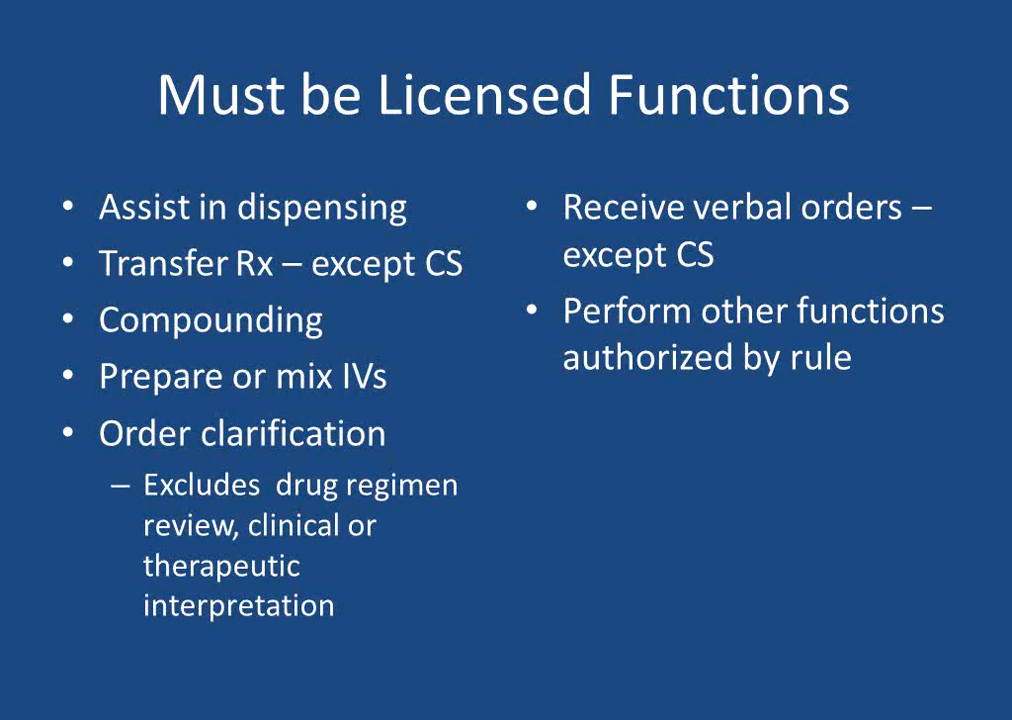 Must be Licensed Functions
• Assist in dispensing
• Transfer Rx – except CS
• Compounding
• Prepare or mix IVs
• Order clarification
– Excludes drug regimen
review, clinical or
therapeutic
interpretation
• Receive verbal orders –
except CS
• Perform other functions
authorized by rule